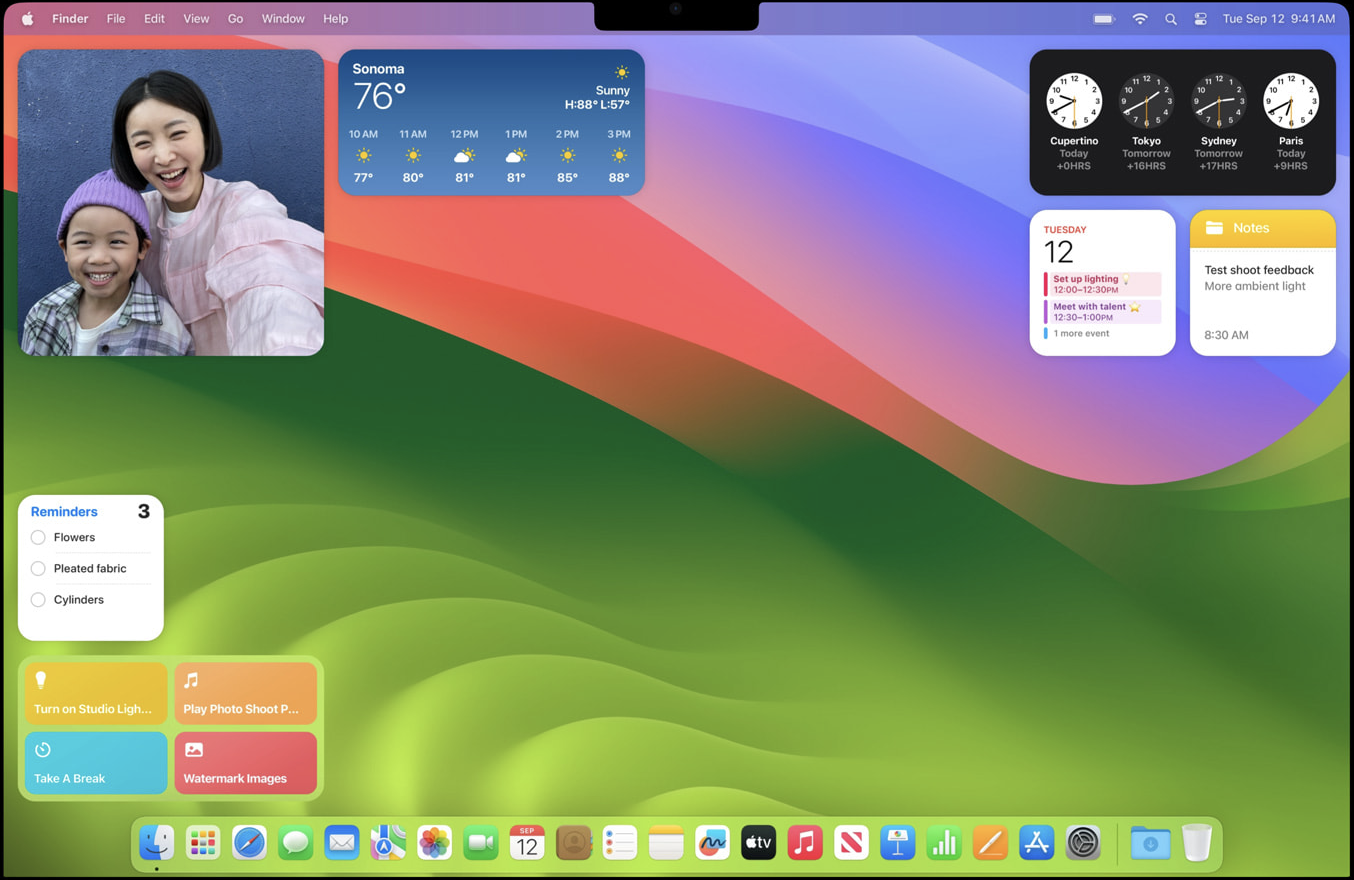 Finder File Edit View Go Window Help Tue Sep 12 9:41 AM
Sonoma
76°
Sunny
H:88° L:57°
10 AM 11 AM 12 PM 1 PM 2 PM 3 PM
77° 80° 81° 81° 85° 88°
Cupertino Tokyo Sydney Paris
Today Tomorrow Tomorrow Today
+0HRS +16HRS +17HRS +9HRS
TUESDAY
12
Set up lighting
12:00–12:30PM
Meet with talent
12:30–1:00PM
1 more event
Notes
Test shoot feedback
More ambient light
8:30 AM
Reminders 3
Flowers
Pleated fabric
Cylinders
Turn on Studio Ligh...
Play Photo Shoot P...
Take A Break
Watermark Images
SEP
12
tv